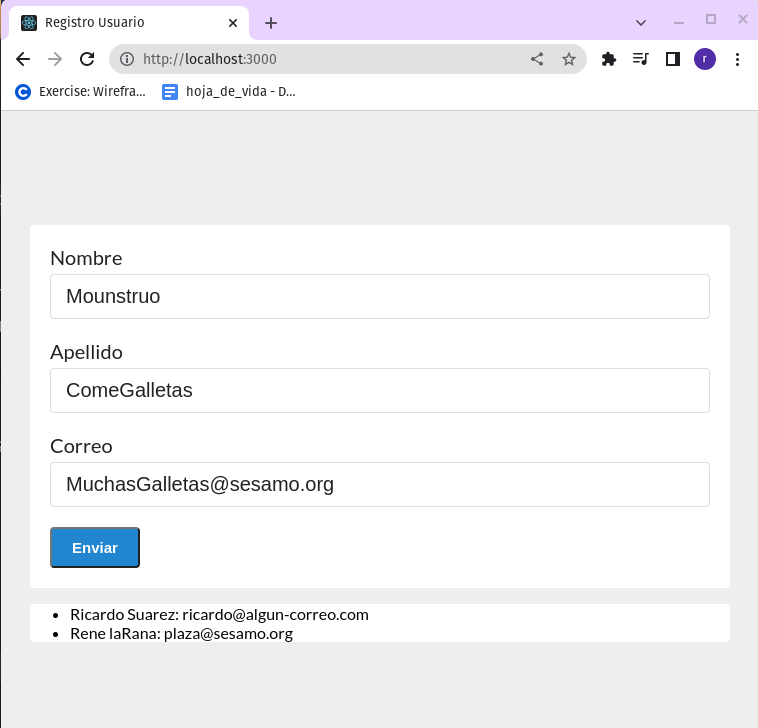 Registro Usuario
http://localhost:3000
r
Exercise: Wirefra...
hoja_de_vida - D...
Nombre
Mounstruo
Apellido
ComeGalletas
Correo
MuchasGalletas@sesamo.org
Enviar
Ricardo Suarez: ricardo@algun-correo.com
Rene laRana: plaza@sesamo.org